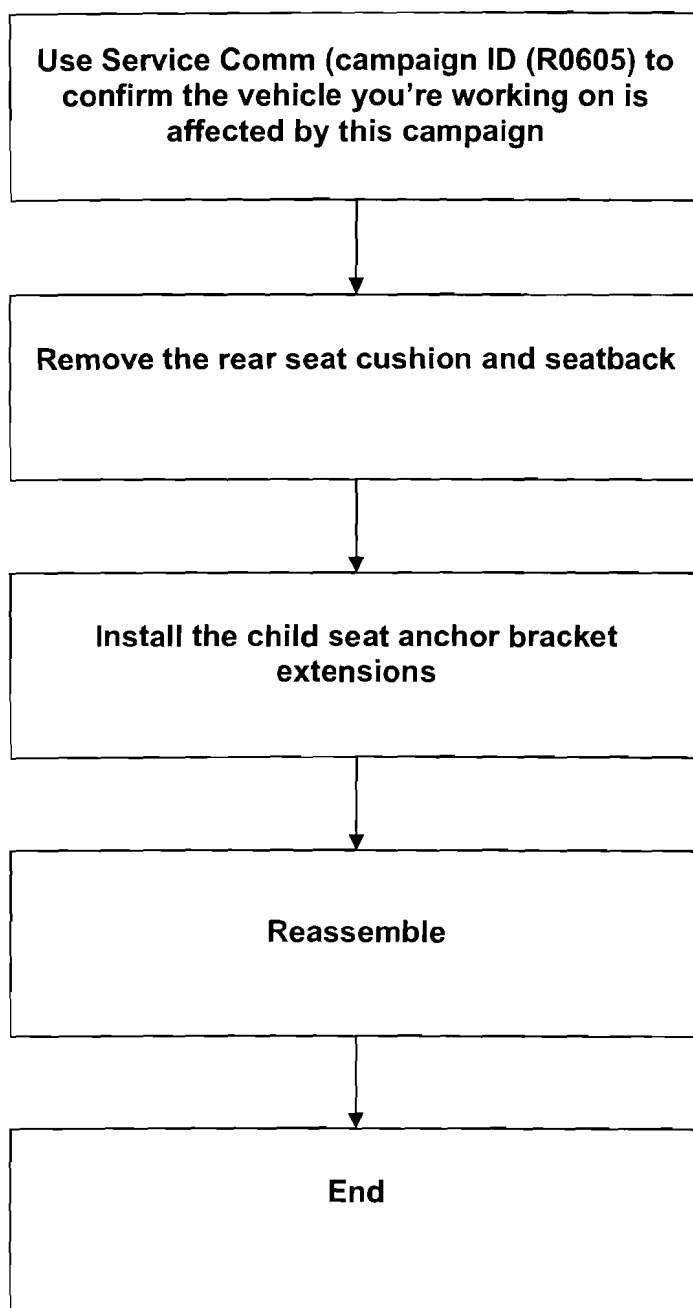 Use Service Comm (campaign ID (R0605) to
confirm the vehicle you're working on is
affected by this campaign
Remove the rear seat cushion and seatback
Install the child seat anchor bracket
extensions
Reassemble
End